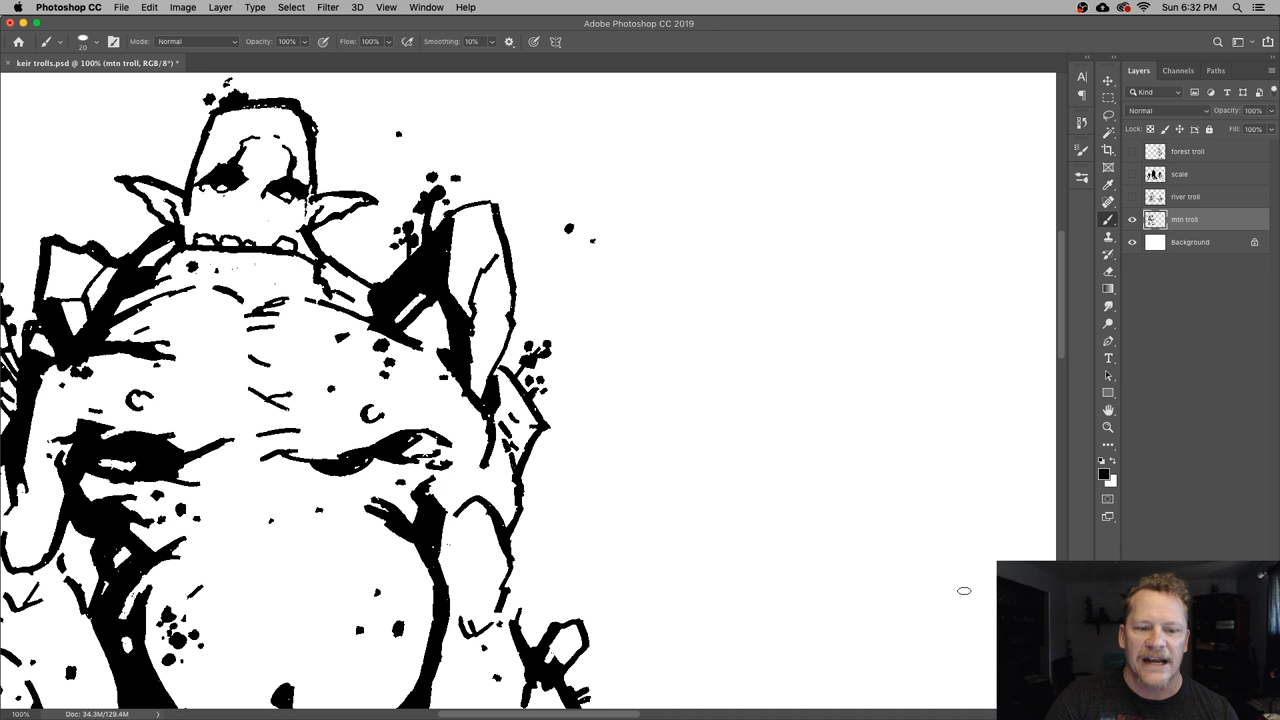 Photoshop CC File Edit Image Layer Type Select Filter 3D View Window Help Sun 6:32 PM
Adobe Photoshop CC 2019
20 Mode: Normal Opacity: 100% Flow: 100% Smoothing: 10%
× keir trolls.psd @ 100% (mtn troll, RGB/8*) *
Layers Channels Paths
Kind
Normal Opacity: 100%
Lock: Fill: 100%
forest troll
scale
river troll
mtn troll
Background
100% Doc: 34.3M/129.4M